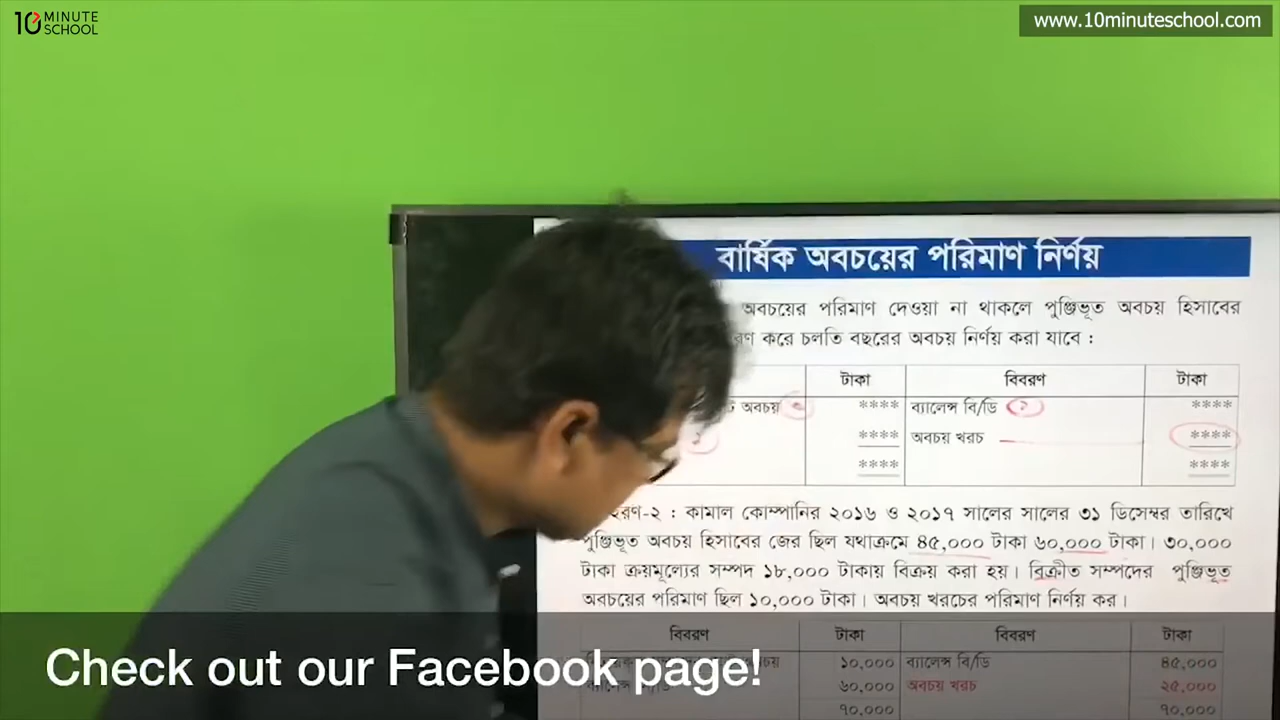 10 MINUTE SCHOOL
www.10minuteschool.com
বার্ষিক অবচয়ের পরিমাণ নির্ণয়
অবচয়ের পরিমাণ দেওয়া না থাকলে পুঞ্জিভূত অবচয় হিসাবের
করে চলতি বছরের অবচয় নির্ণয় করা যাবে :
টাকা বিবরণ টাকা
অবচয় **** ব্যালেন্স বি/ডি ****
**** অবচয় খরচ ****
**** ****
২ : কামাল কোম্পানির ২০১৬ ও ২০১৭ সালের সালের ৩১ ডিসেম্বর তারিখে
পুঞ্জিভূত অবচয় হিসাবের জের ছিল যথাক্রমে ৪৫,০০০ টাকা ৬০,০০০ টাকা। ৩০,০০০
টাকা ক্রয়মূল্যের সম্পদ ১৮,০০০ টাকায় বিক্রয় করা হয়। বিক্রীত সম্পদের পুঞ্জিভূত
অবচয়ের পরিমাণ ছিল ১০,০০০ টাকা। অবচয় খরচের পরিমাণ নির্ণয় কর।
বিবরণ টাকা বিবরণ টাকা
১০,০০০ ব্যালেন্স বি/ডি ৪৫,০০০
৬০,০০০ অবচয় খরচ ২৫,০০০
৭০,০০০ ৭০,০০০
Check out our Facebook page!